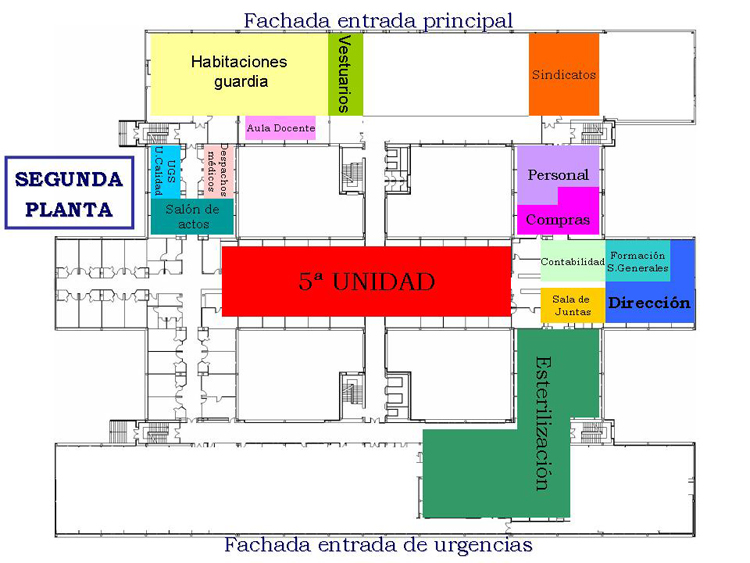 Fachada entrada principal
Habitaciones
guardia
Vestuarios
Sindicatos
Aula Docente
SEGUNDA
PLANTA
UGS
U.Calidad
Despachos
médicos
Salón de
actos
Personal
Compras
5ª UNIDAD
Contabilidad
Formación
S.Generales
Sala de
Juntas
Dirección
Esterilización
Fachada entrada de urgencias